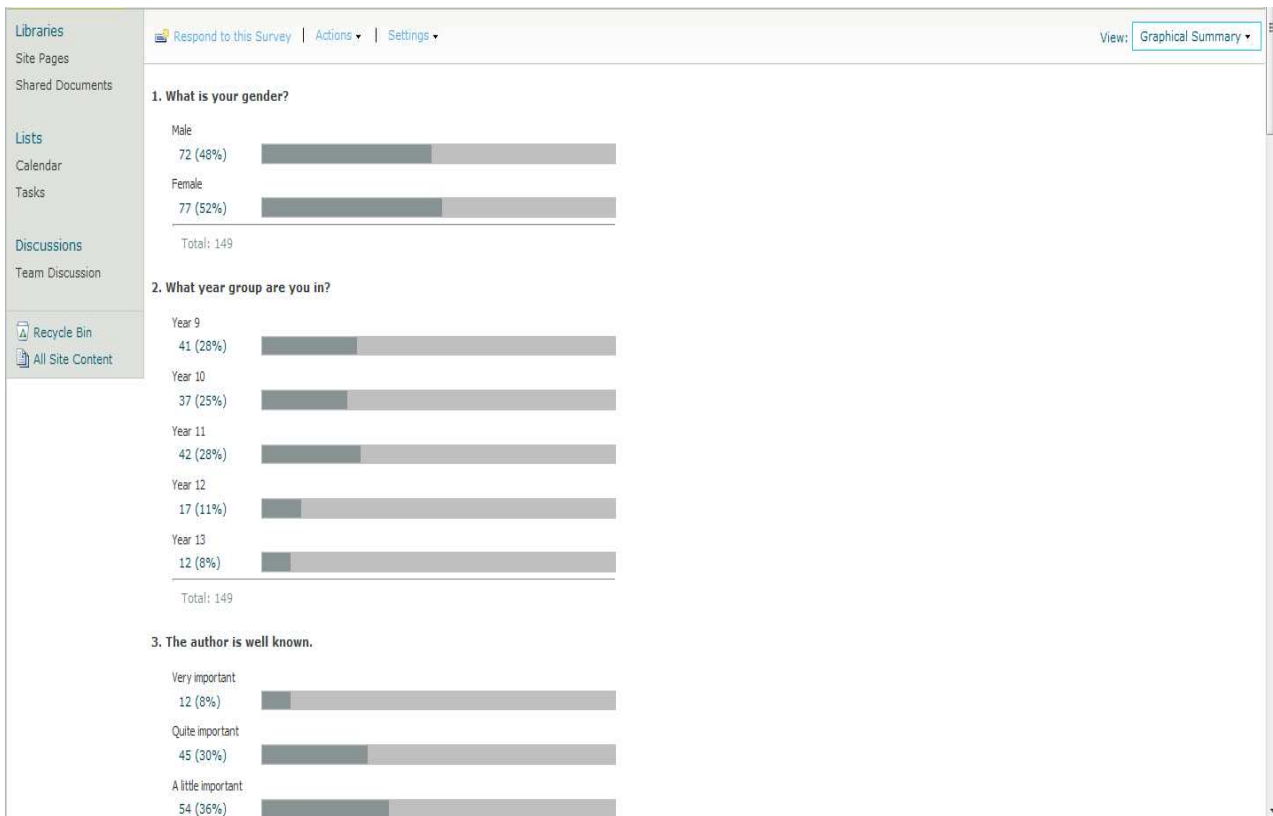 Libraries
Site Pages
Shared Documents
Lists
Calendar
Tasks
Discussions
Team Discussion
Recycle Bin
All Site Content
Respond to this Survey | Actions | Settings
View: Graphical Summary
1. What is your gender?
Male
72 (48%)
Female
77 (52%)
Total: 149
2. What year group are you in?
Year 9
41 (28%)
Year 10
37 (25%)
Year 11
42 (28%)
Year 12
17 (11%)
Year 13
12 (8%)
Total: 149
3. The author is well known.
Very important
12 (8%)
Quite important
45 (30%)
A little important
54 (36%)